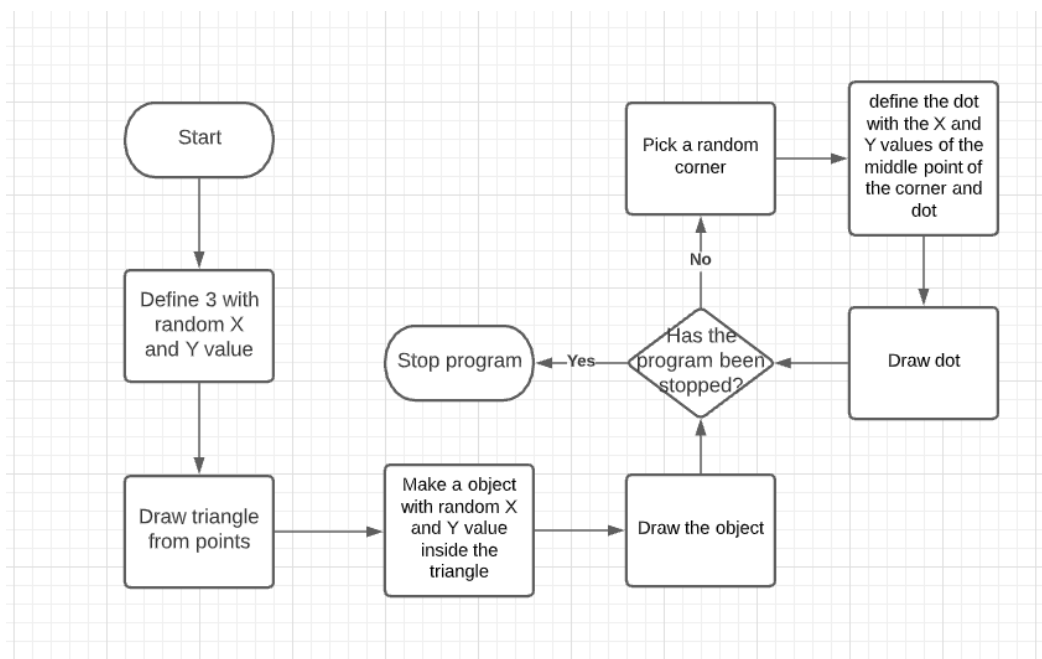 Start
Define 3 with
random X
and Y value
Draw triangle
from points
Make a object
with random X
and Y value
inside the
triangle
Draw the object
Has the
program been
stopped?
Yes
Stop program
No
Pick a random
corner
define the dot
with the X and
Y values of the
middle point of
the corner and
dot
Draw dot